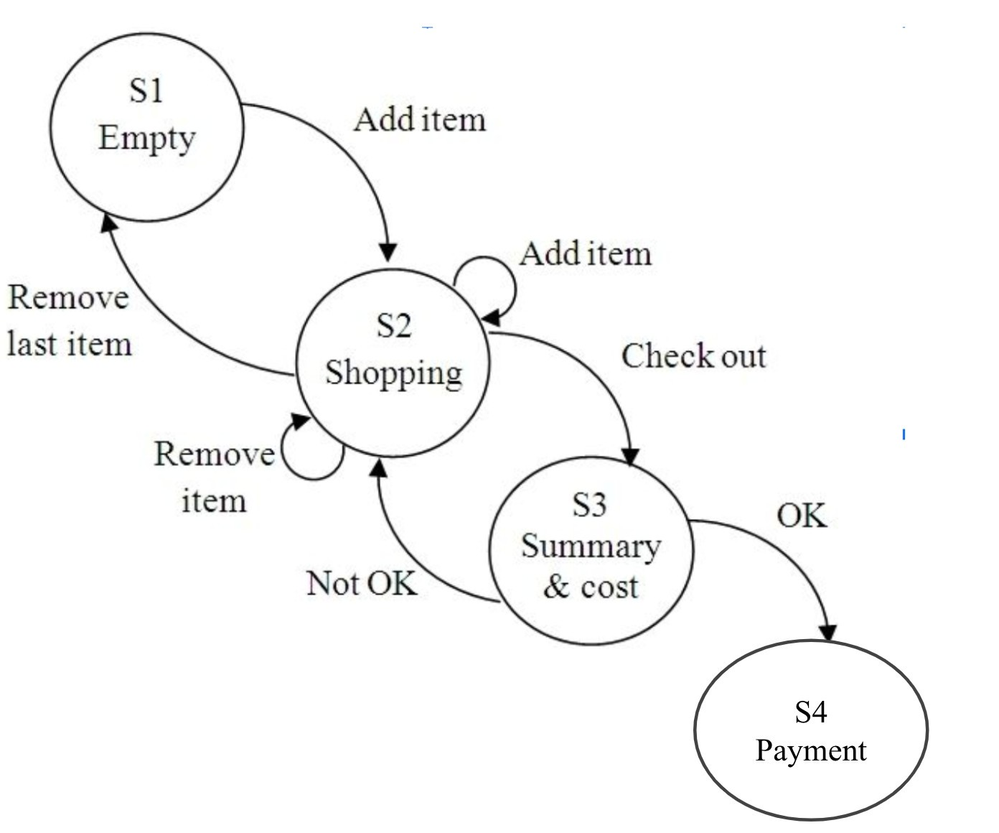 S1
Empty
Add item
Add item
Remove
last item
S2
Shopping
Check out
Remove
item
S3
Summary
& cost
OK
Not OK
S4
Payment